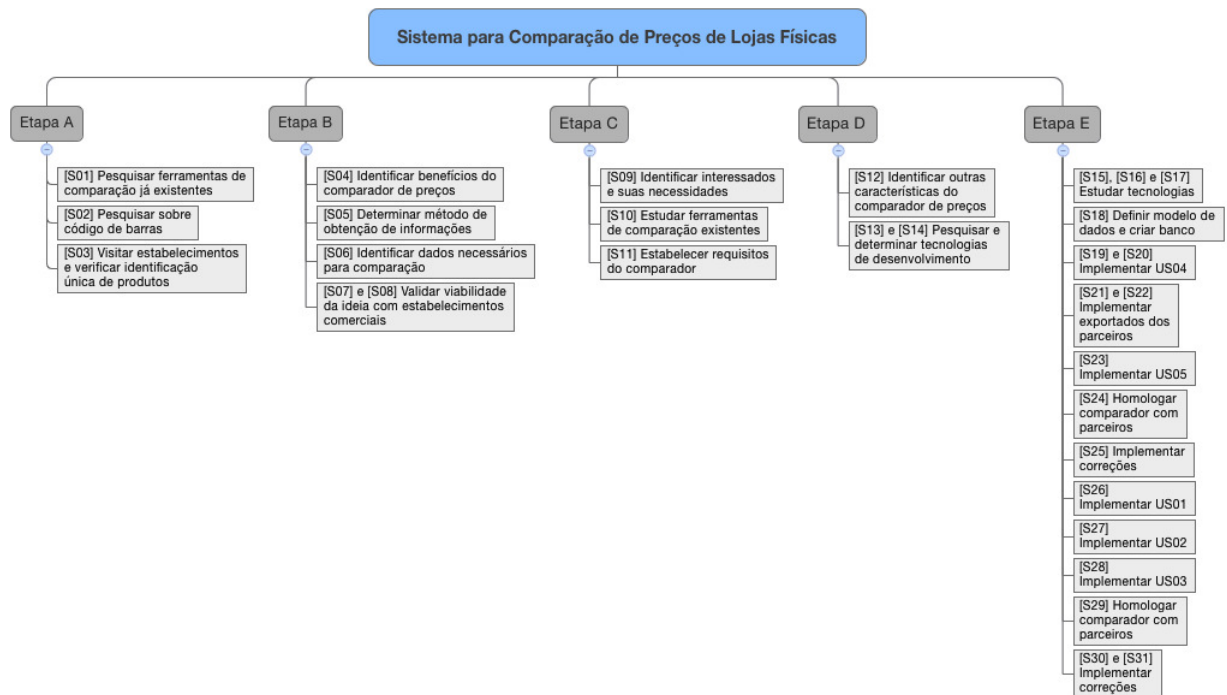 Sistema para Comparação de Preços de Lojas Físicas
Etapa A
[S01] Pesquisar ferramentas de
comparação já existentes
[S02] Pesquisar sobre
código de barras
[S03] Visitar estabelecimentos
e verificar identificação
única de produtos
Etapa B
[S04] Identificar benefícios do
comparador de preços
[S05] Determinar método de
obtenção de informações
[S06] Identificar dados necessários
para comparação
[S07] e [S08] Validar viabilidade
da ideia com estabelecimentos
comerciais
Etapa C
[S09] Identificar interessados
e suas necessidades
[S10] Estudar ferramentas
de comparação existentes
[S11] Estabelecer requisitos
do comparador
Etapa D
[S12] Identificar outras
características do
comparador de preços
[S13] e [S14] Pesquisar e
determinar tecnologias
de desenvolvimento
Etapa E
[S15], [S16] e [S17]
Estudar tecnologias
[S18] Definir modelo de
dados e criar banco
[S19] e [S20]
Implementar US04
[S21] e [S22]
Implementar
exportados dos
parceiros
[S23]
Implementar US05
[S24] Homologar
comparador com
parceiros
[S25] Implementar
correções
[S26]
Implementar US01
[S27]
Implementar US02
[S28]
Implementar US03
[S29] Homologar
comparador com
parceiros
[S30] e [S31]
Implementar
correções